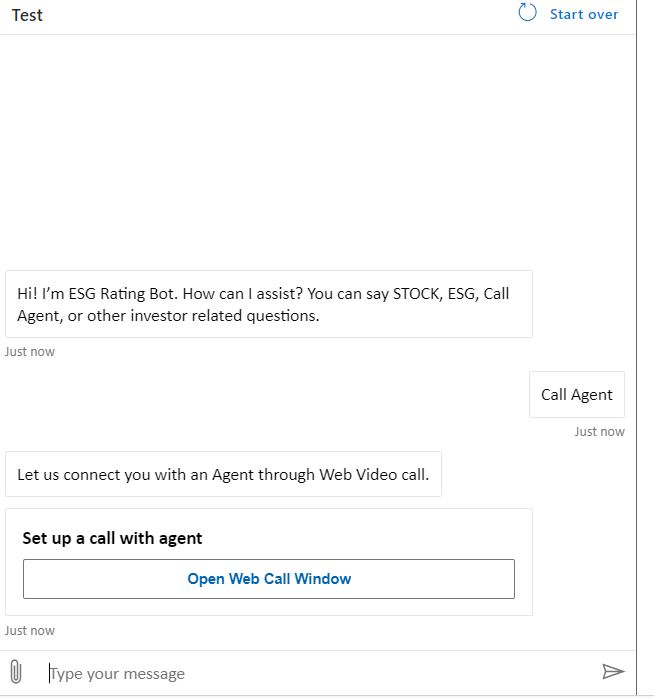 Test
Start over
Hi! I’m ESG Rating Bot. How can I assist? You can say STOCK, ESG, Call
Agent, or other investor related questions.
Just now
Call Agent
Just now
Let us connect you with an Agent through Web Video call.
Set up a call with agent
Open Web Call Window
Just now
Type your message